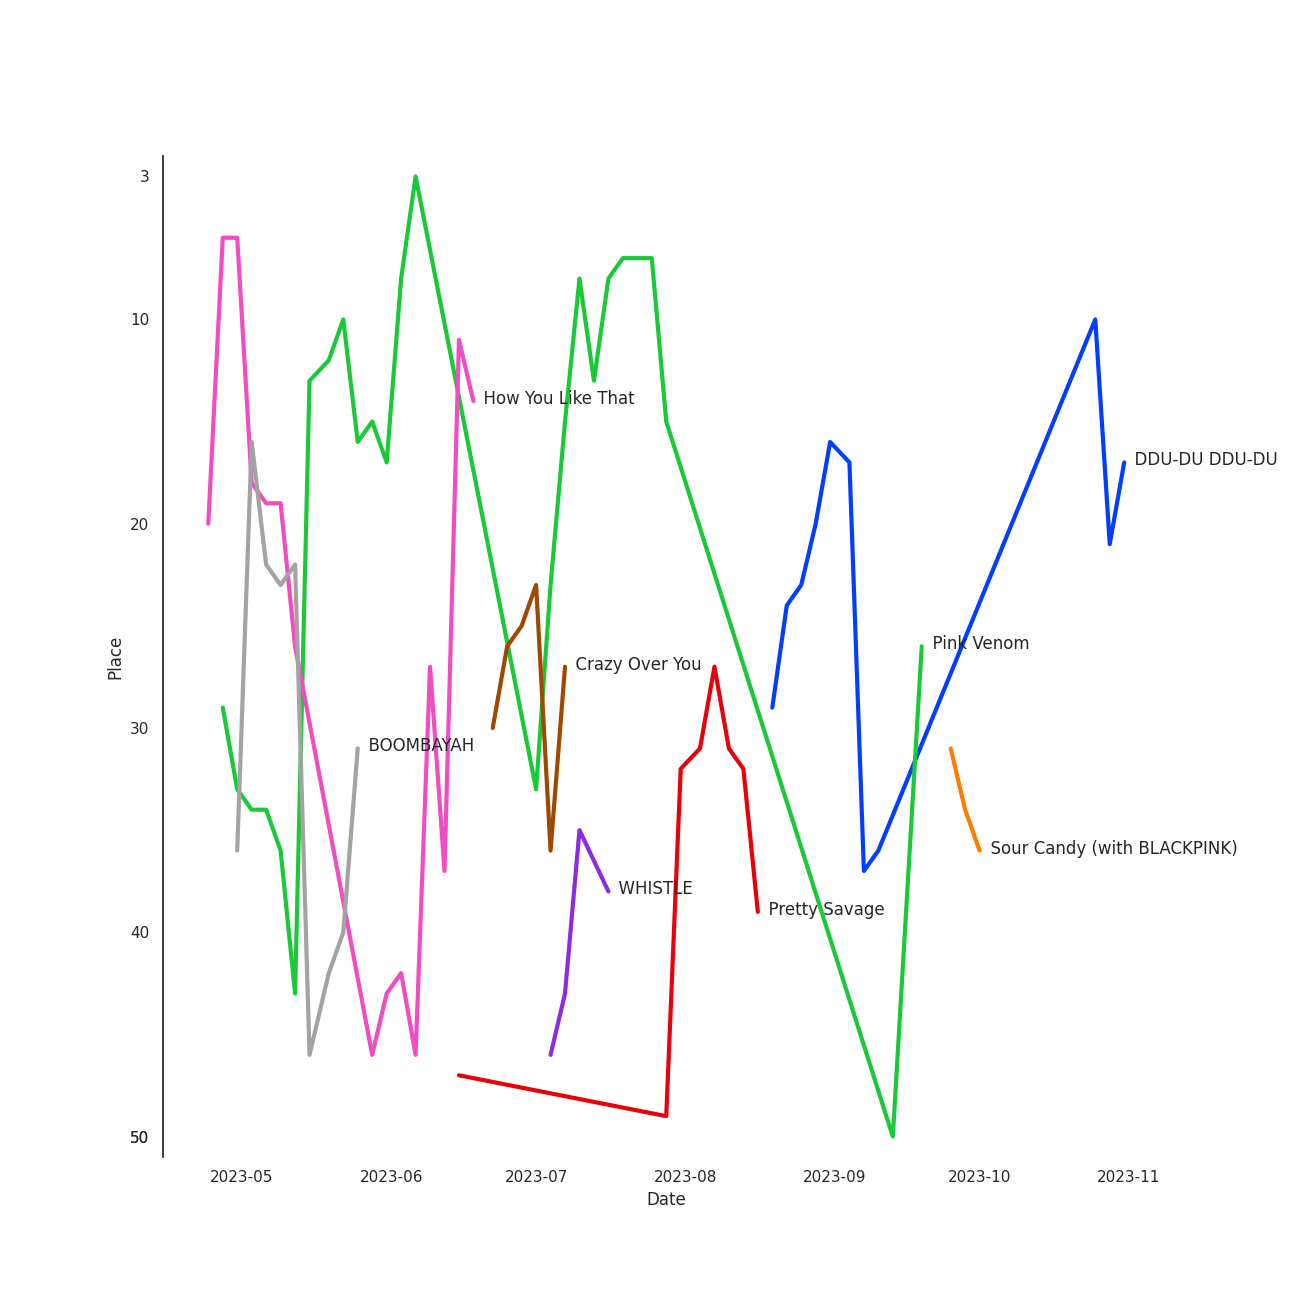 3
10
How You Like That
DDU-DU DDU-DU
20
Place
Pink Venom
Crazy Over You
30
BOOMBAYAH
Sour Candy (with BLACKPINK)
WHISTLE
Pretty Savage
40
50
2023-05
2023-06
2023-07
2023-08
2023-09
2023-10
2023-11
Date